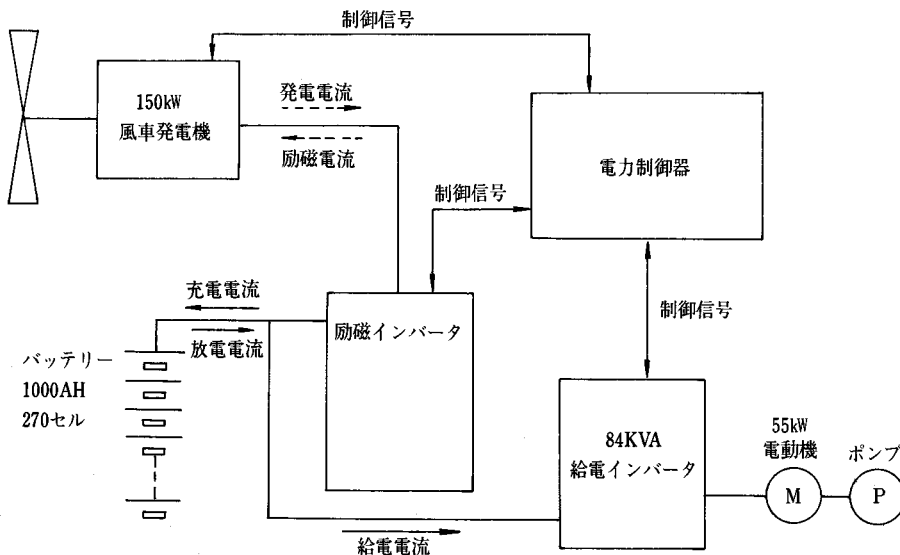 制御信号
150kW
風車発電機
発電電流
励磁電流
電力制御器
制御信号
充電電流
放電電流
励磁インバータ
制御信号
バッテリー
1000AH
270セル
84KVA
給電インバータ
55kW
電動機
ポンプ
M
P
給電電流